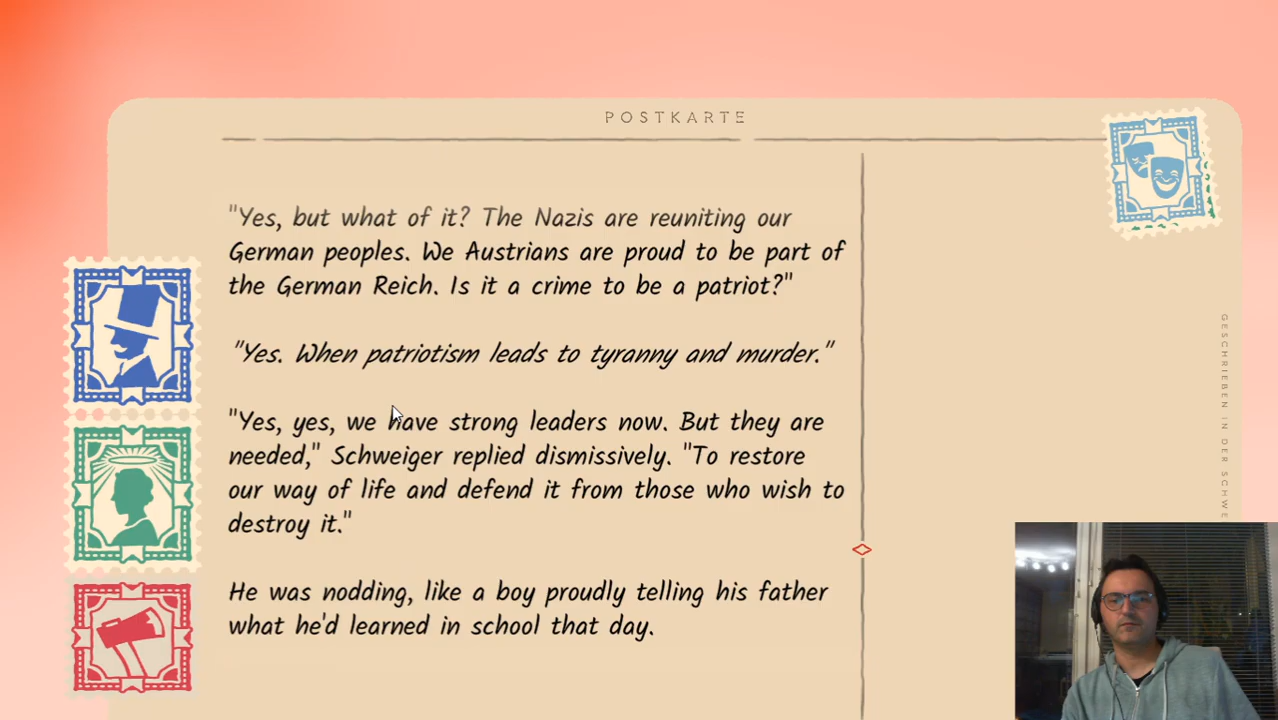 POSTKARTE
"Yes, but what of it? The Nazis are reuniting our
German peoples. We Austrians are proud to be part of
the German Reich. Is it a crime to be a patriot?"
"Yes. When patriotism leads to tyranny and murder."
"Yes, yes, we have strong leaders now. But they are
needed," Schweiger replied dismissively. "To restore
our way of life and defend it from those who wish to
destroy it."
He was nodding, like a boy proudly telling his father
what he'd learned in school that day.
GESCHRIEBEN IN DER SCHWE